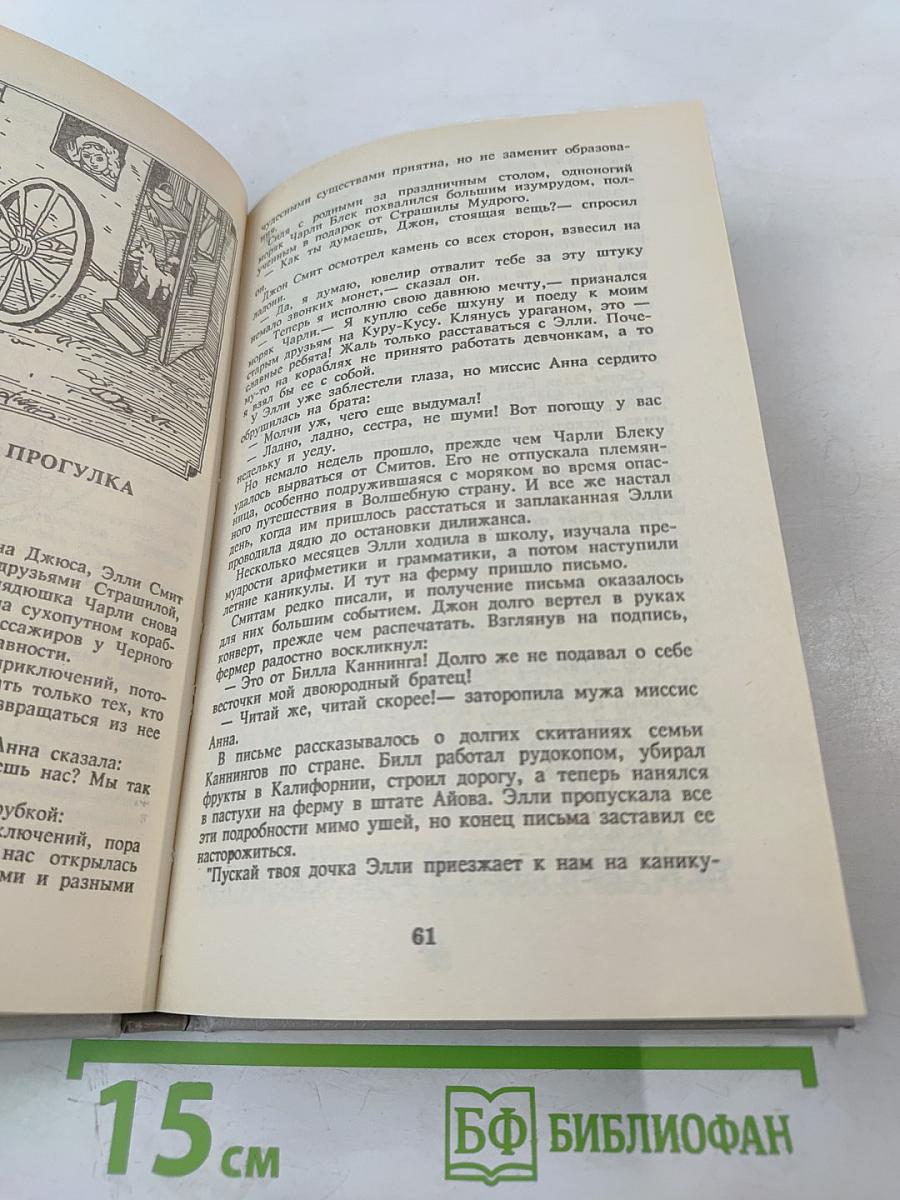 ПРОГУЛКА
на Джюса, Элли Смит
друзьями Страшилой,
дядюшка Чарли снова
на сухопутном кораб-
ссажиров у Черного
авности.
приключений, пото-
ать только тех, кто
звращаться из нее
Анна сказала:
ешь нас? Мы так
рубкой:
ключений, пора
нас открылась
ми и разными
чудесными существами приятна, но не заменит образова-
ния.
Сидя с родными за праздничным столом, одноногий
моряк Чарли Блек похвалился большим изумрудом, пол-
ученным в подарок от Страшилы Мудрого.
— Как ты думаешь, Джон, стоящая вещь?— спросил
он.
Джон Смит осмотрел камень со всех сторон, взвесил на
ладони.
— Да, я думаю, ювелир отвалит тебе за эту штуку
немало звонких монет,— сказал он.
— Теперь я исполню свою давнюю мечту,— признался
моряк Чарли.— Я куплю себе шхуну и поеду к моим
старым друзьям на Куру-Кусу. Клянусь ураганом, это —
славные ребята! Жаль только расставаться с Элли. Поче-
му-то на кораблях не принято работать девчонкам, а то
я взял бы ее с собой.
У Элли уже заблестели глаза, но миссис Анна сердито
обрушилась на брата:
— Молчи уж, чего еще выдумал!
— Ладно, ладно, сестра, не шуми! Вот погощу у вас
недельку и уеду.
Но немало недель прошло, прежде чем Чарли Блеку
удалось вырваться от Смитов. Его не отпускала племян-
ница, особенно подружившаяся с моряком во время опас-
ного путешествия в Волшебную страну. И все же настал
день, когда им пришлось расстаться и заплаканная Элли
проводила дядю до остановки дилижанса.
Несколько месяцев Элли ходила в школу, изучала пре-
мудрости арифметики и грамматики, а потом наступили
летние каникулы. И тут на ферму пришло письмо.
Смитам редко писали, и получение письма оказалось
для них большим событием. Джон долго вертел в руках
конверт, прежде чем распечатать. Взглянув на подпись,
фермер радостно воскликнул:
— Это от Билла Каннинга! Долго же не подавал о себе
весточки мой двоюродный братец!
— Читай же, читай скорее!— заторопила мужа миссис
Анна.
В письме рассказывалось о долгих скитаниях семьи
Каннингов по стране. Билл работал рудокопом, убирал
фрукты в Калифорнии, строил дорогу, а теперь нанялся
в пастухи на ферму в штате Айова. Элли пропускала все
эти подробности мимо ушей, но конец письма заставил ее
насторожиться.
"Пускай твоя дочка Элли приезжает к нам на канику-
61
15 см
БФ БИБЛИОФАН